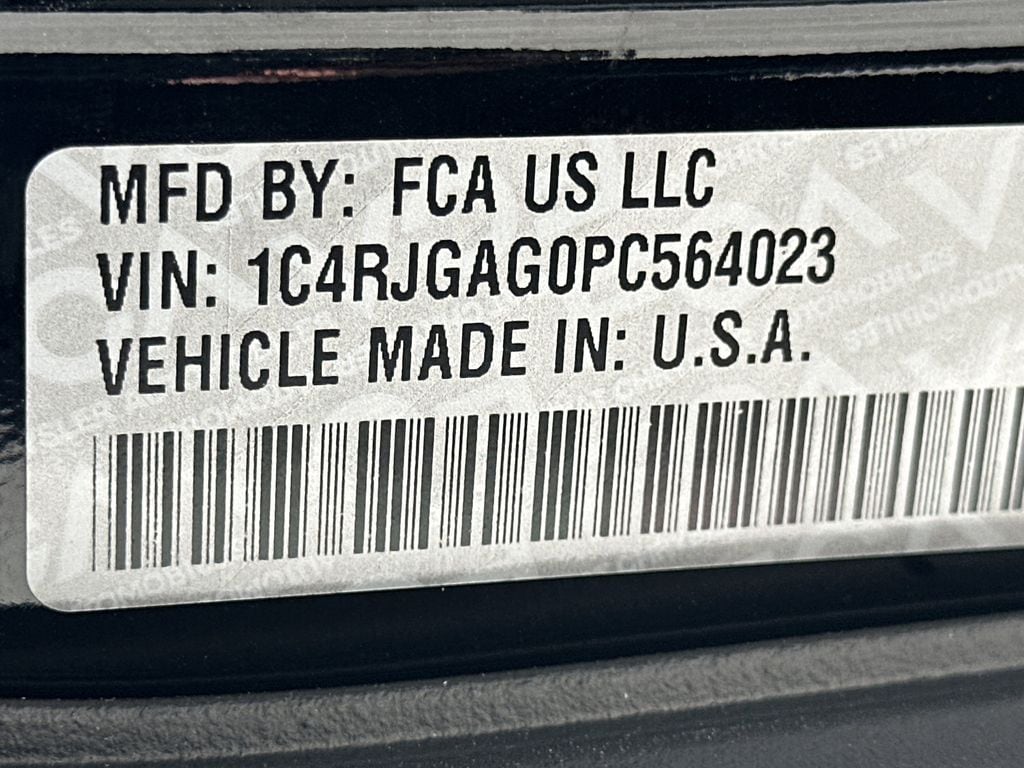 MFD BY: FCA US LLC
VIN: 1C4RJGAG0PC564023
VEHICLE MADE IN: U.S.A.